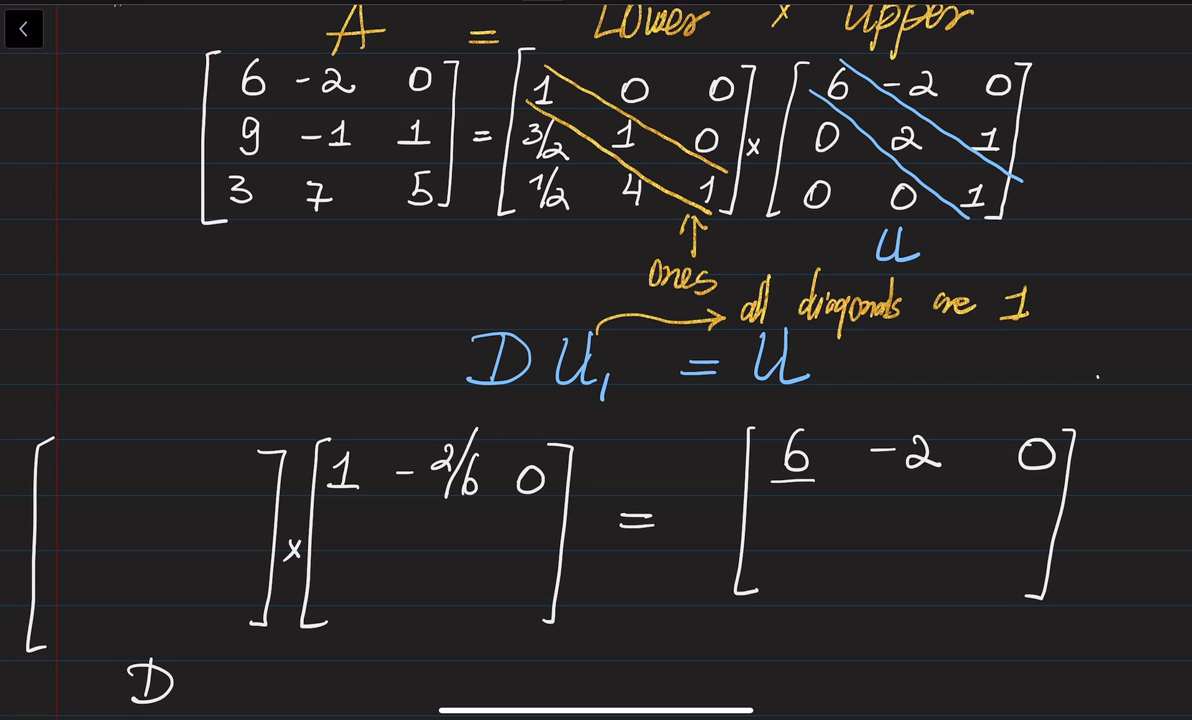 A = Lower × Upper
[ 6 -2 0 ] = [ 1 0 0 ] × [ 6 -2 0 ]
[ 9 -1 1 ] [ 3/2 1 0 ] [ 0 2 1 ]
[ 3 7 5 ] [ 1/2 4 1 ] [ 0 0 1 ]
↑ U
ones
→ all diagonals are 1
D U₁ = U
[ ] × [ 1 -2/6 0 ] = [ 6 -2 0 ]
D